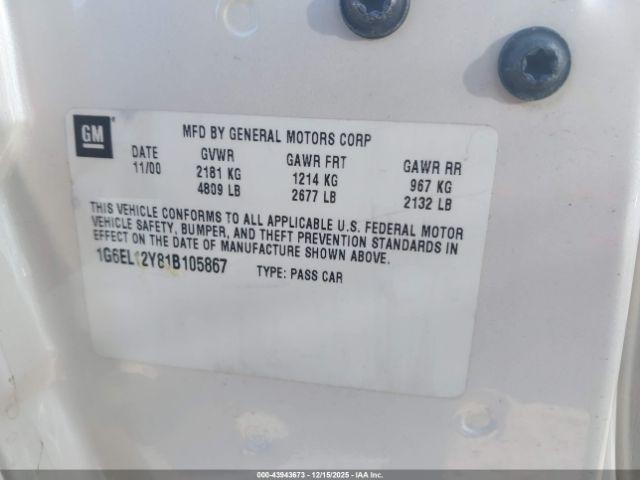 GM
MFD BY GENERAL MOTORS CORP
DATE GVWR GAWR FRT GAWR RR
11/00 2181 KG 1214 KG 967 KG
4809 LB 2677 LB 2132 LB
THIS VEHICLE CONFORMS TO ALL APPLICABLE U.S. FEDERAL MOTOR
VEHICLE SAFETY, BUMPER, AND THEFT PREVENTION STANDARDS IN
EFFECT ON THE DATE OF MANUFACTURE SHOWN ABOVE.
1G6EL12Y81B105867 TYPE: PASS CAR
000-43943673 - 12/15/2025 - IAAI.COM